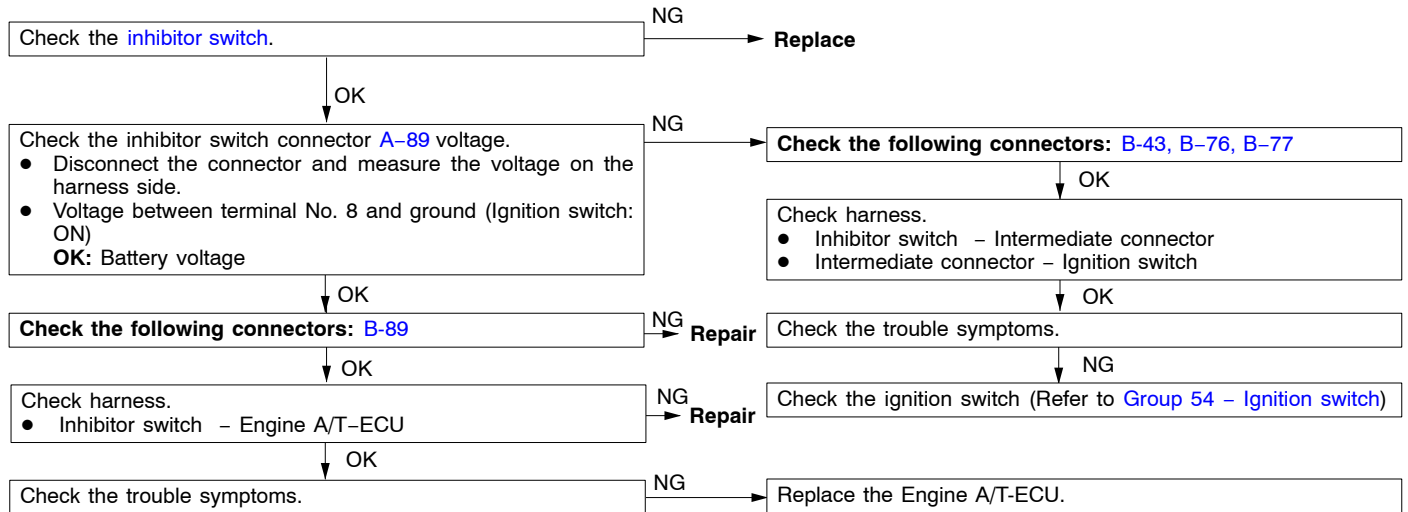 Check the inhibitor switch.
NG
Replace
OK
Check the inhibitor switch connector A–89 voltage.
● Disconnect the connector and measure the voltage on the
harness side.
● Voltage between terminal No. 8 and ground (Ignition switch:
ON)
OK: Battery voltage
NG
Check the following connectors: B-43, B–76, B–77
OK
Check harness.
● Inhibitor switch – Intermediate connector
● Intermediate connector – Ignition switch
OK
OK
Check the following connectors: B-89
NG
Repair
Check the trouble symptoms.
NG
OK
Check harness.
● Inhibitor switch – Engine A/T–ECU
NG
Repair
Check the ignition switch (Refer to Group 54 – Ignition switch)
OK
Check the trouble symptoms.
NG
Replace the Engine A/T-ECU.